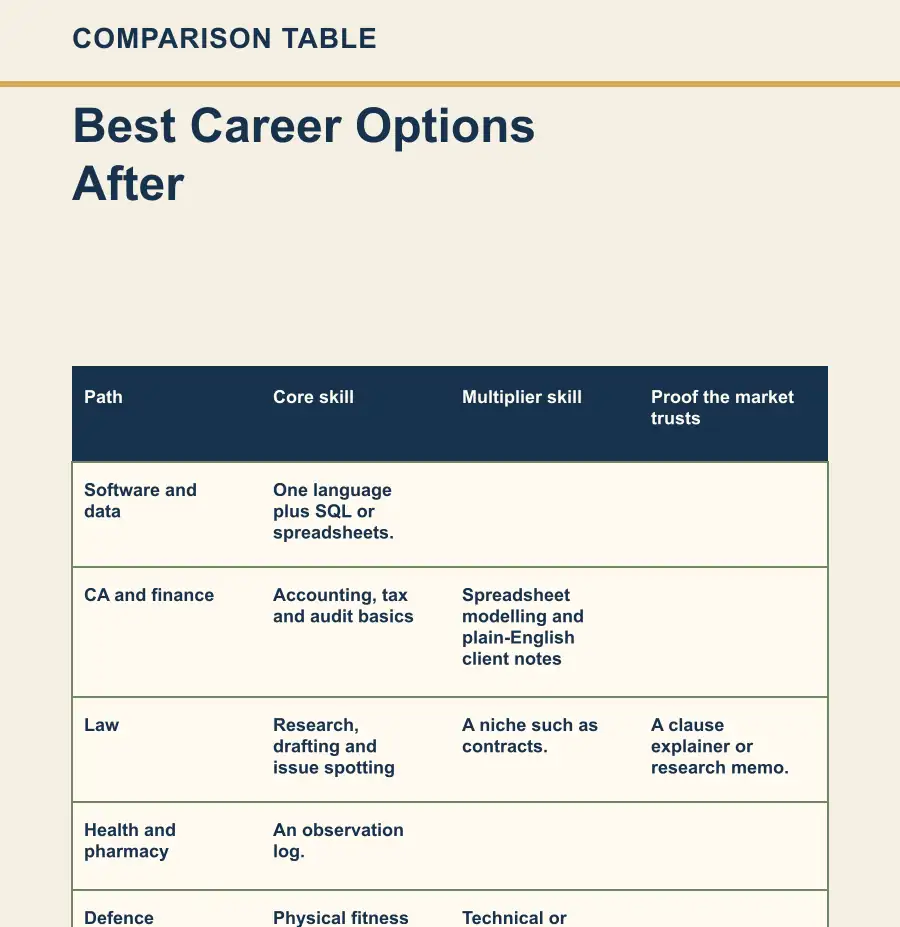 COMPARISON TABLE
Best Career Options
After
Path
Core skill
Multiplier skill
Proof the market
trusts
Software and
data
One language
plus SQL or
spreadsheets.
CA and finance
Accounting, tax
and audit basics
Spreadsheet
modelling and
plain-English
client notes
Law
Research,
drafting and
issue spotting
A niche such as
contracts.
A clause
explainer or
research memo.
Health and
pharmacy
An observation
log.
Defence
Physical fitness
Technical or